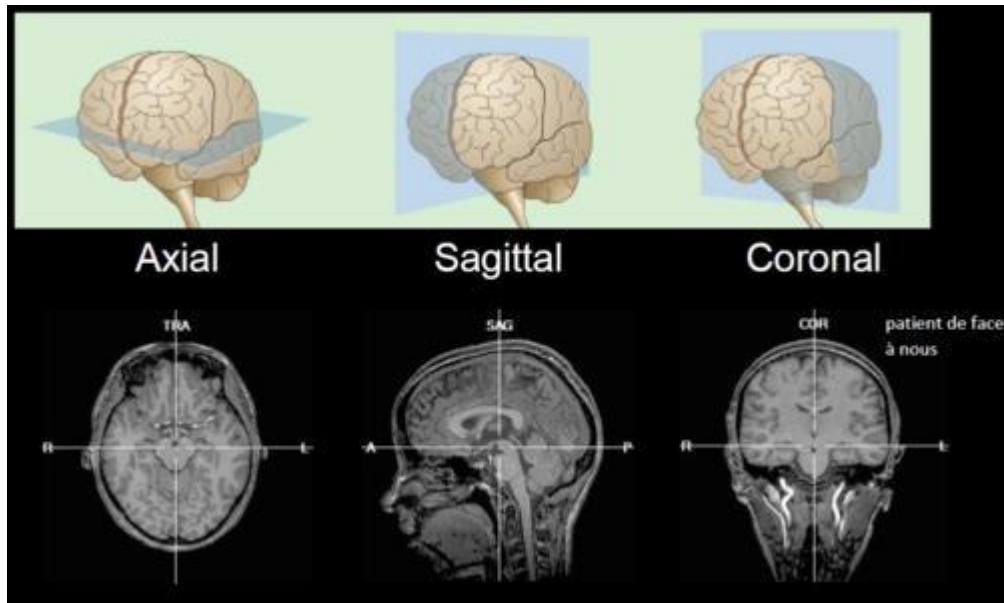 Axial
Sagittal
Coronal
TRA
SAG
COR
patient de face
à nous
R
L
A
P
R
L